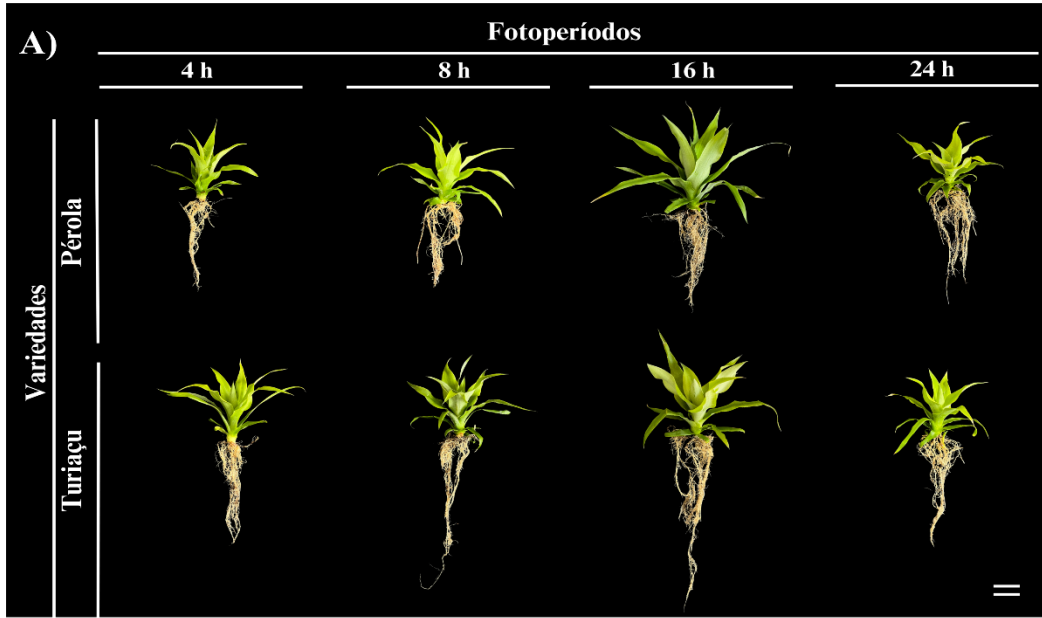 A)
Fotoperíodos
4 h
8 h
16 h
24 h
Variedades
Pérola
Turiaçu